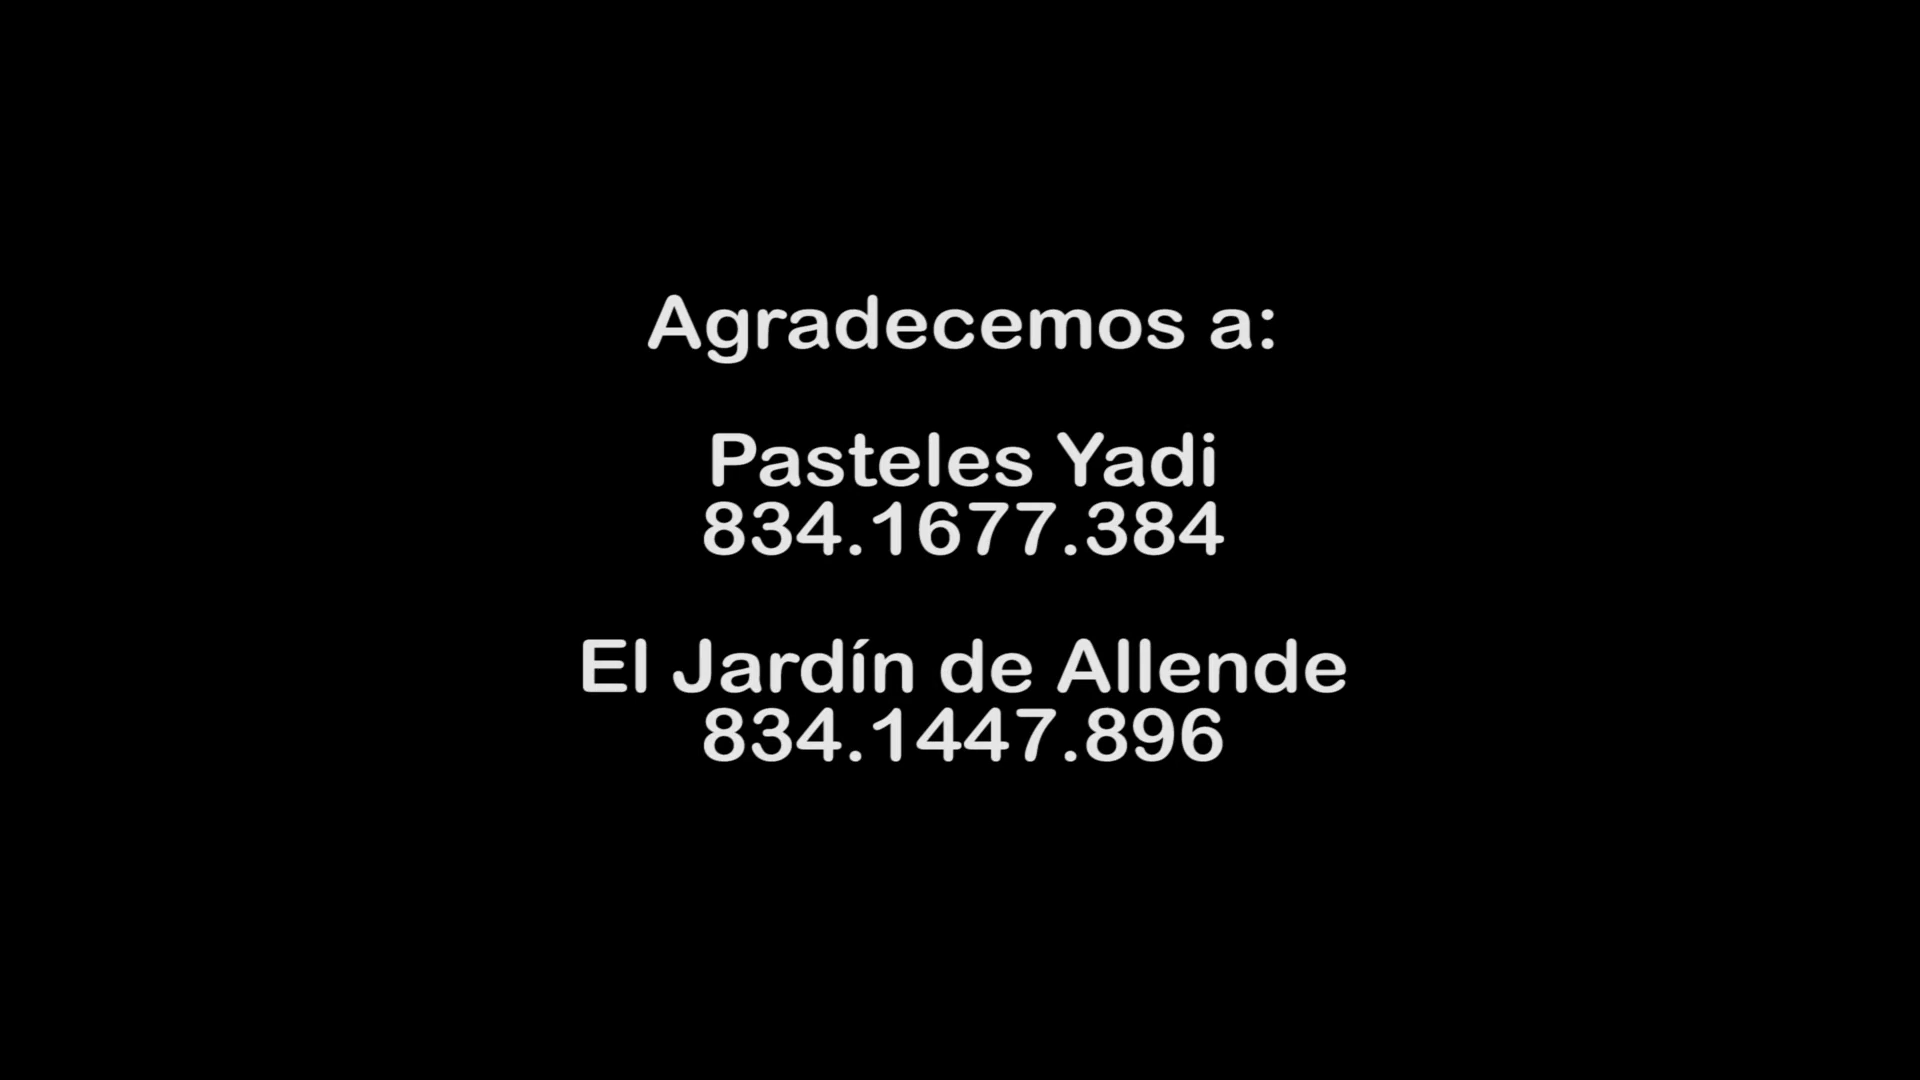 Agradecemos a:
Pasteles Yadi
834.1677.384
El Jardín de Allende
834.1447.896